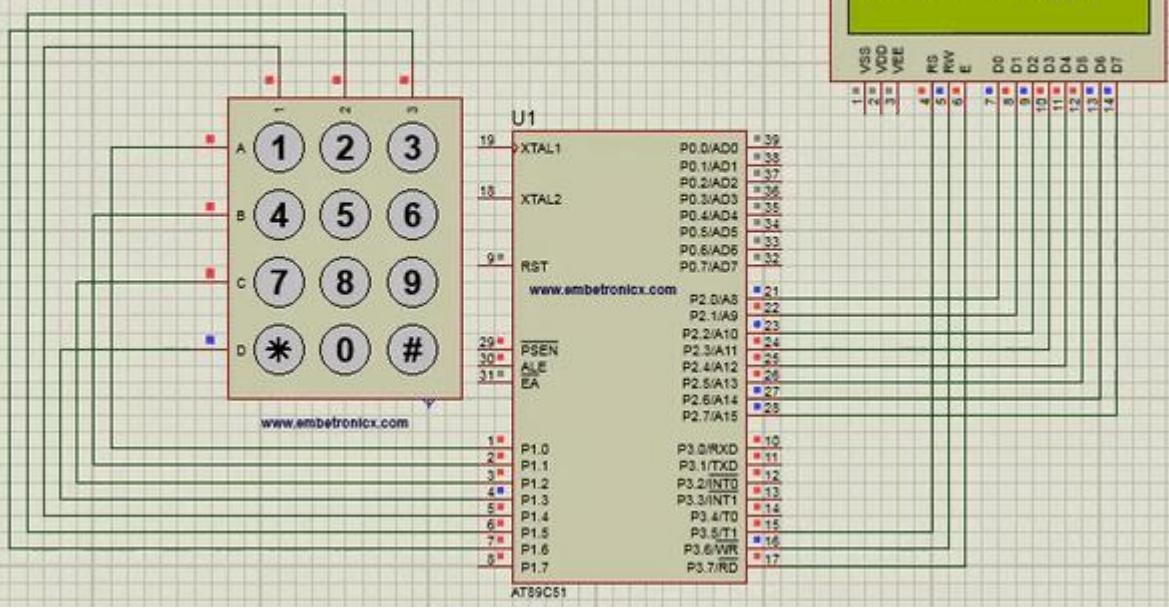 VSS VDD VEE RS RW E D0 D1 D2 D3 D4 D5 D6 D7
1 2 3 4 5 6 7 8 9 10 11 12 13 14
1 2 3
A 1 2 3
B 4 5 6
C 7 8 9
D * 0 #
www.embetronicx.com
U1
19 XTAL1
18 XTAL2
9 RST
www.embetronicx.com
29 PSEN
30 ALE
31 EA
1 P1.0
2 P1.1
3 P1.2
4 P1.3
5 P1.4
6 P1.5
7 P1.6
8 P1.7
P0.0/AD0 39
P0.1/AD1 38
P0.2/AD2 37
P0.3/AD3 36
P0.4/AD4 35
P0.5/AD5 34
P0.6/AD6 33
P0.7/AD7 32
P2.0/A8 21
P2.1/A9 22
P2.2/A10 23
P2.3/A11 24
P2.4/A12 25
P2.5/A13 26
P2.6/A14 27
P2.7/A15 28
P3.0/RXD 10
P3.1/TXD 11
P3.2/INT0 12
P3.3/INT1 13
P3.4/T0 14
P3.5/T1 15
P3.6/WR 16
P3.7/RD 17
AT89C51